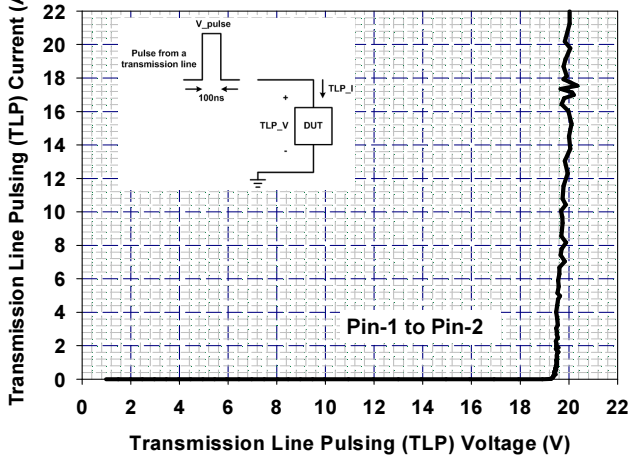 Transmission Line Pulsing (TLP) Current (A
22
20
18
16
14
12
10
8
6
4
2
0
V_pulse
Pulse from a
transmission line
100ns
TLP_I
+
TLP_V
DUT
-
Pin-1 to Pin-2
0 2 4 6 8 10 12 14 16 18 20 22
Transmission Line Pulsing (TLP) Voltage (V)